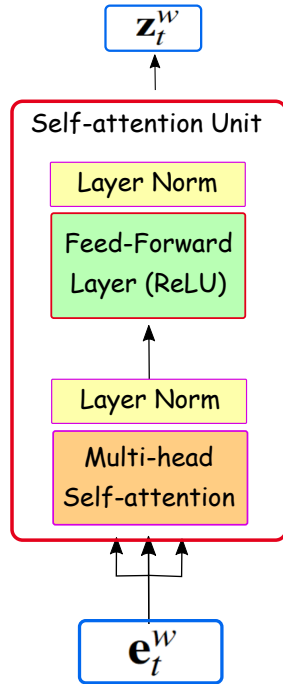 𝐳_t^w
Self-attention Unit
Layer Norm
Feed-Forward
Layer (ReLU)
Layer Norm
Multi-head
Self-attention
𝐞_t^w